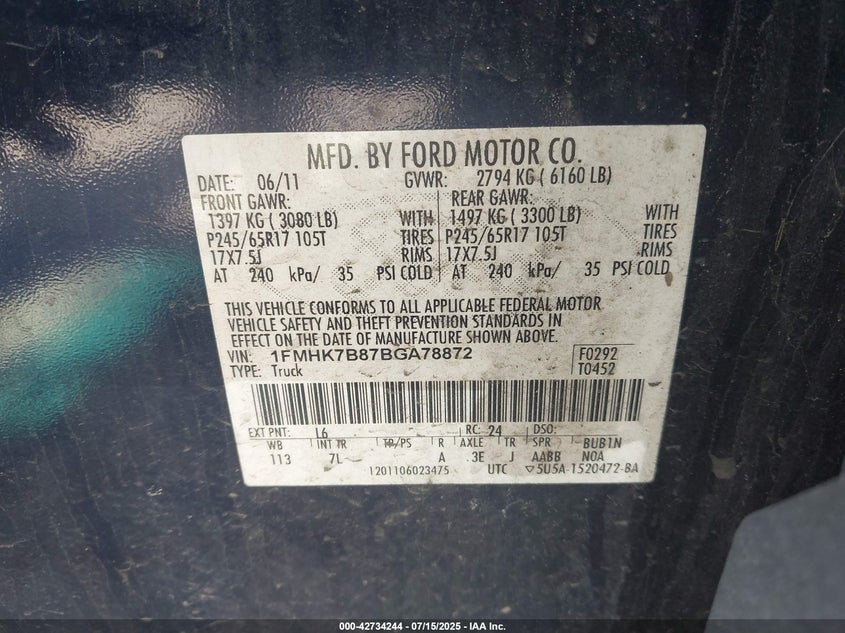 MFD. BY FORD MOTOR CO.
DATE: 06/11 GVWR: 2794 KG ( 6160 LB)
FRONT GAWR: REAR GAWR:
1397 KG ( 3080 LB) WITH 1497 KG ( 3300 LB) WITH
P245/65R17 105T TIRES P245/65R17 105T TIRES
17X7.5J RIMS 17X7.5J RIMS
AT 240 kPa/ 35 PSI COLD AT 240 kPa/ 35 PSI COLD
THIS VEHICLE CONFORMS TO ALL APPLICABLE FEDERAL MOTOR
VEHICLE SAFETY AND THEFT PREVENTION STANDARDS IN
EFFECT ON THE DATE OF MANUFACTURE SHOWN ABOVE.
VIN: 1FMHK7B87BGA78872 F0292
TYPE: Truck T0452
EXT PNT: L6 RC: 24 DSO:
WB INT TR TP/PS R AXLE TR SPR BUB1N
113 7L A 3E J AABB NOA
1201106023475 UTC ▽5U5A-1520472-BA
000-42734244 / 07/15/2025 - IAA Inc.